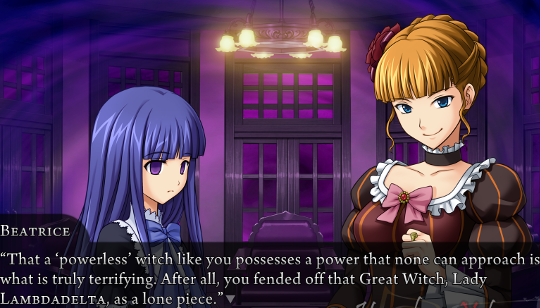 Beatrice
“That a ‘powerless’ witch like you possesses a power that none can approach is
what is truly terrifying. After all, you fended off that Great Witch, Lady
Lambdadelta, as a lone piece.”